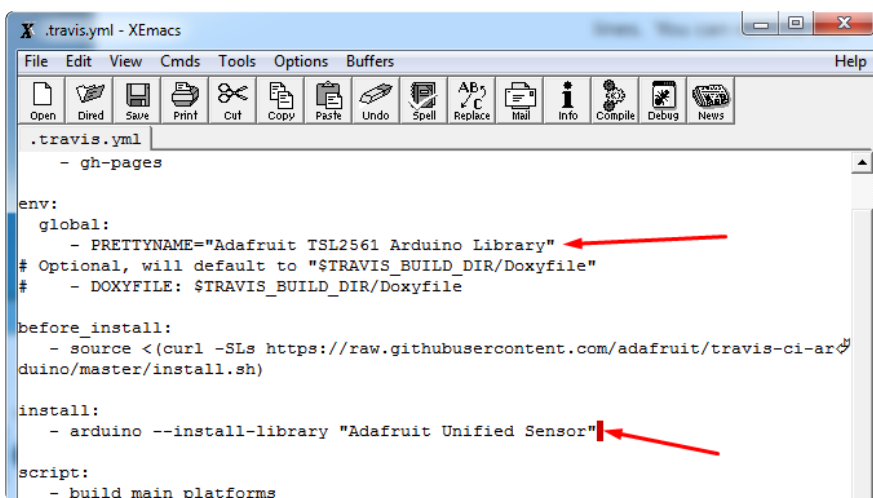 .travis.yml - XEmacs
File Edit View Cmds Tools Options Buffers Help
Open Dired Save Print Cut Copy Paste Undo Spell Replace Mail Info Compile Debug News
.travis.yml
- gh-pages
env:
global:
- PRETTYNAME="Adafruit TSL2561 Arduino Library"
# Optional, will default to "$TRAVIS_BUILD_DIR/Doxyfile"
# - DOXYFILE: $TRAVIS_BUILD_DIR/Doxyfile
before_install:
- source <(curl -SLs https://raw.githubusercontent.com/adafruit/travis-ci-ar
duino/master/install.sh)
install:
- arduino --install-library "Adafruit Unified Sensor"
script:
- build_main_platforms